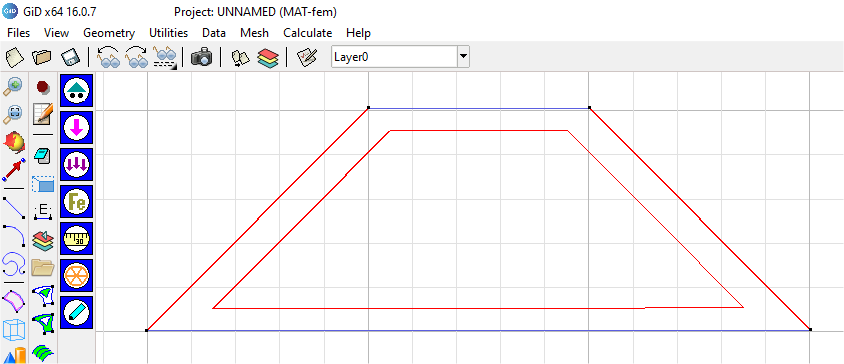 GiD x64 16.0.7 Project: UNNAMED (MAT-fem)
Files View Geometry Utilities Data Mesh Calculate Help
Layer0
E
Fe
30